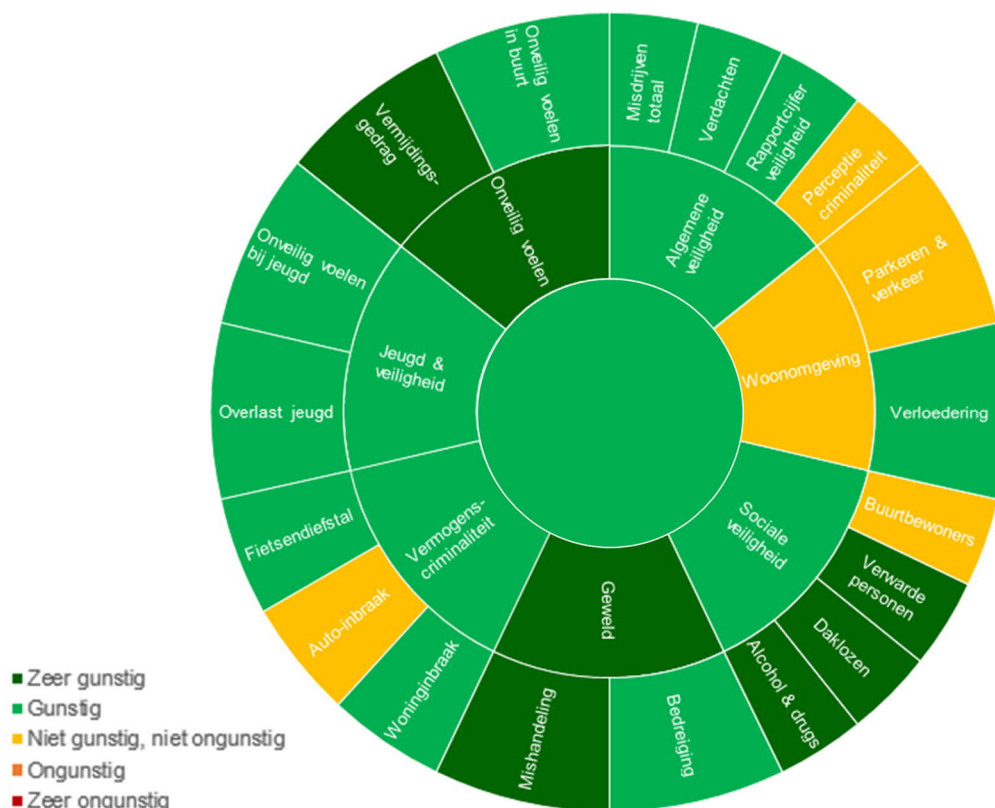 Onveilig voelen
in buurt
Misdrijven
totaal
Verdachten
Rapportcijfer
veiligheid
Perceptie
criminaliteit
Parkeren &
verkeer
Verloedering
Buurtbewoners
Verwarde
personen
Daklozen
Alcohol & drugs
Bedreiging
Mishandeling
Woninginbraak
Auto-inbraak
Fietsendiefstal
Overlast jeugd
Onveilig voelen
bij jeugd
Vermijdings-
gedrag
Onveilig voelen
Algemene
veiligheid
Woonomgeving
Sociale
veiligheid
Geweld
Vermogens-
criminaliteit
Jeugd &
veiligheid
Zeer gunstig
Gunstig
Niet gunstig, niet ongunstig
Ongunstig
Zeer ongunstig